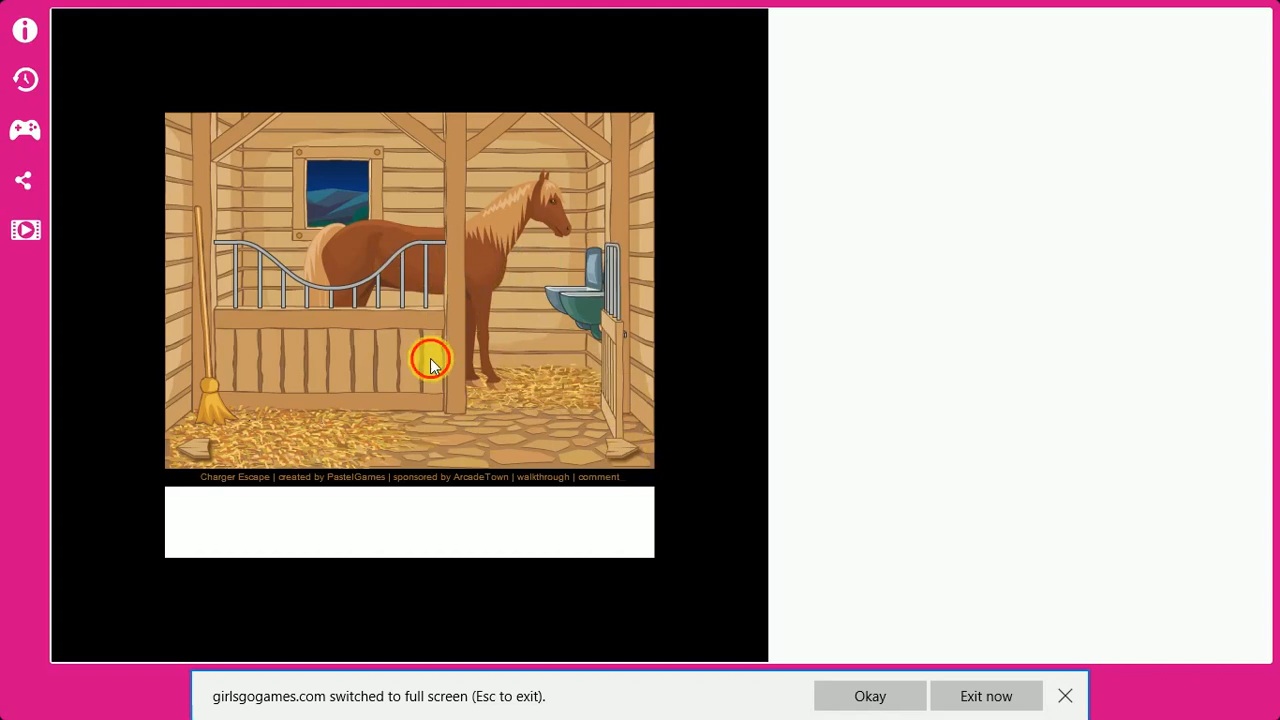 Charger Escape | created by PastelGames | sponsored by ArcadeTown | walkthrough | comment
girlsgogames.com switched to full screen (Esc to exit).
Okay
Exit now